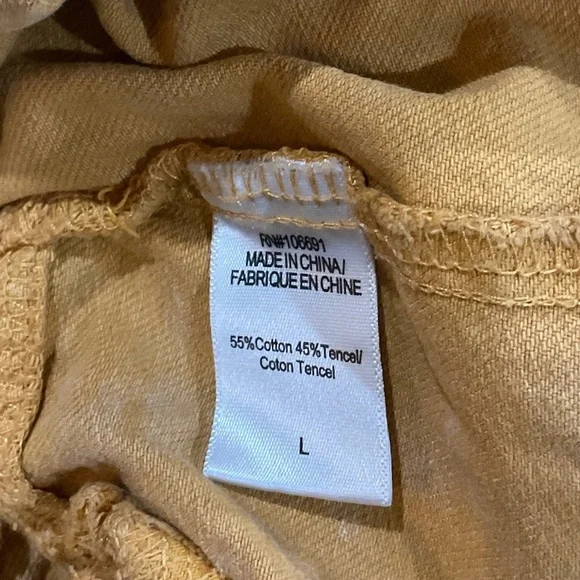 RN#106691
MADE IN CHINA/
FABRIQUE EN CHINE
55%Cotton 45%Tencel/
Coton Tencel
L